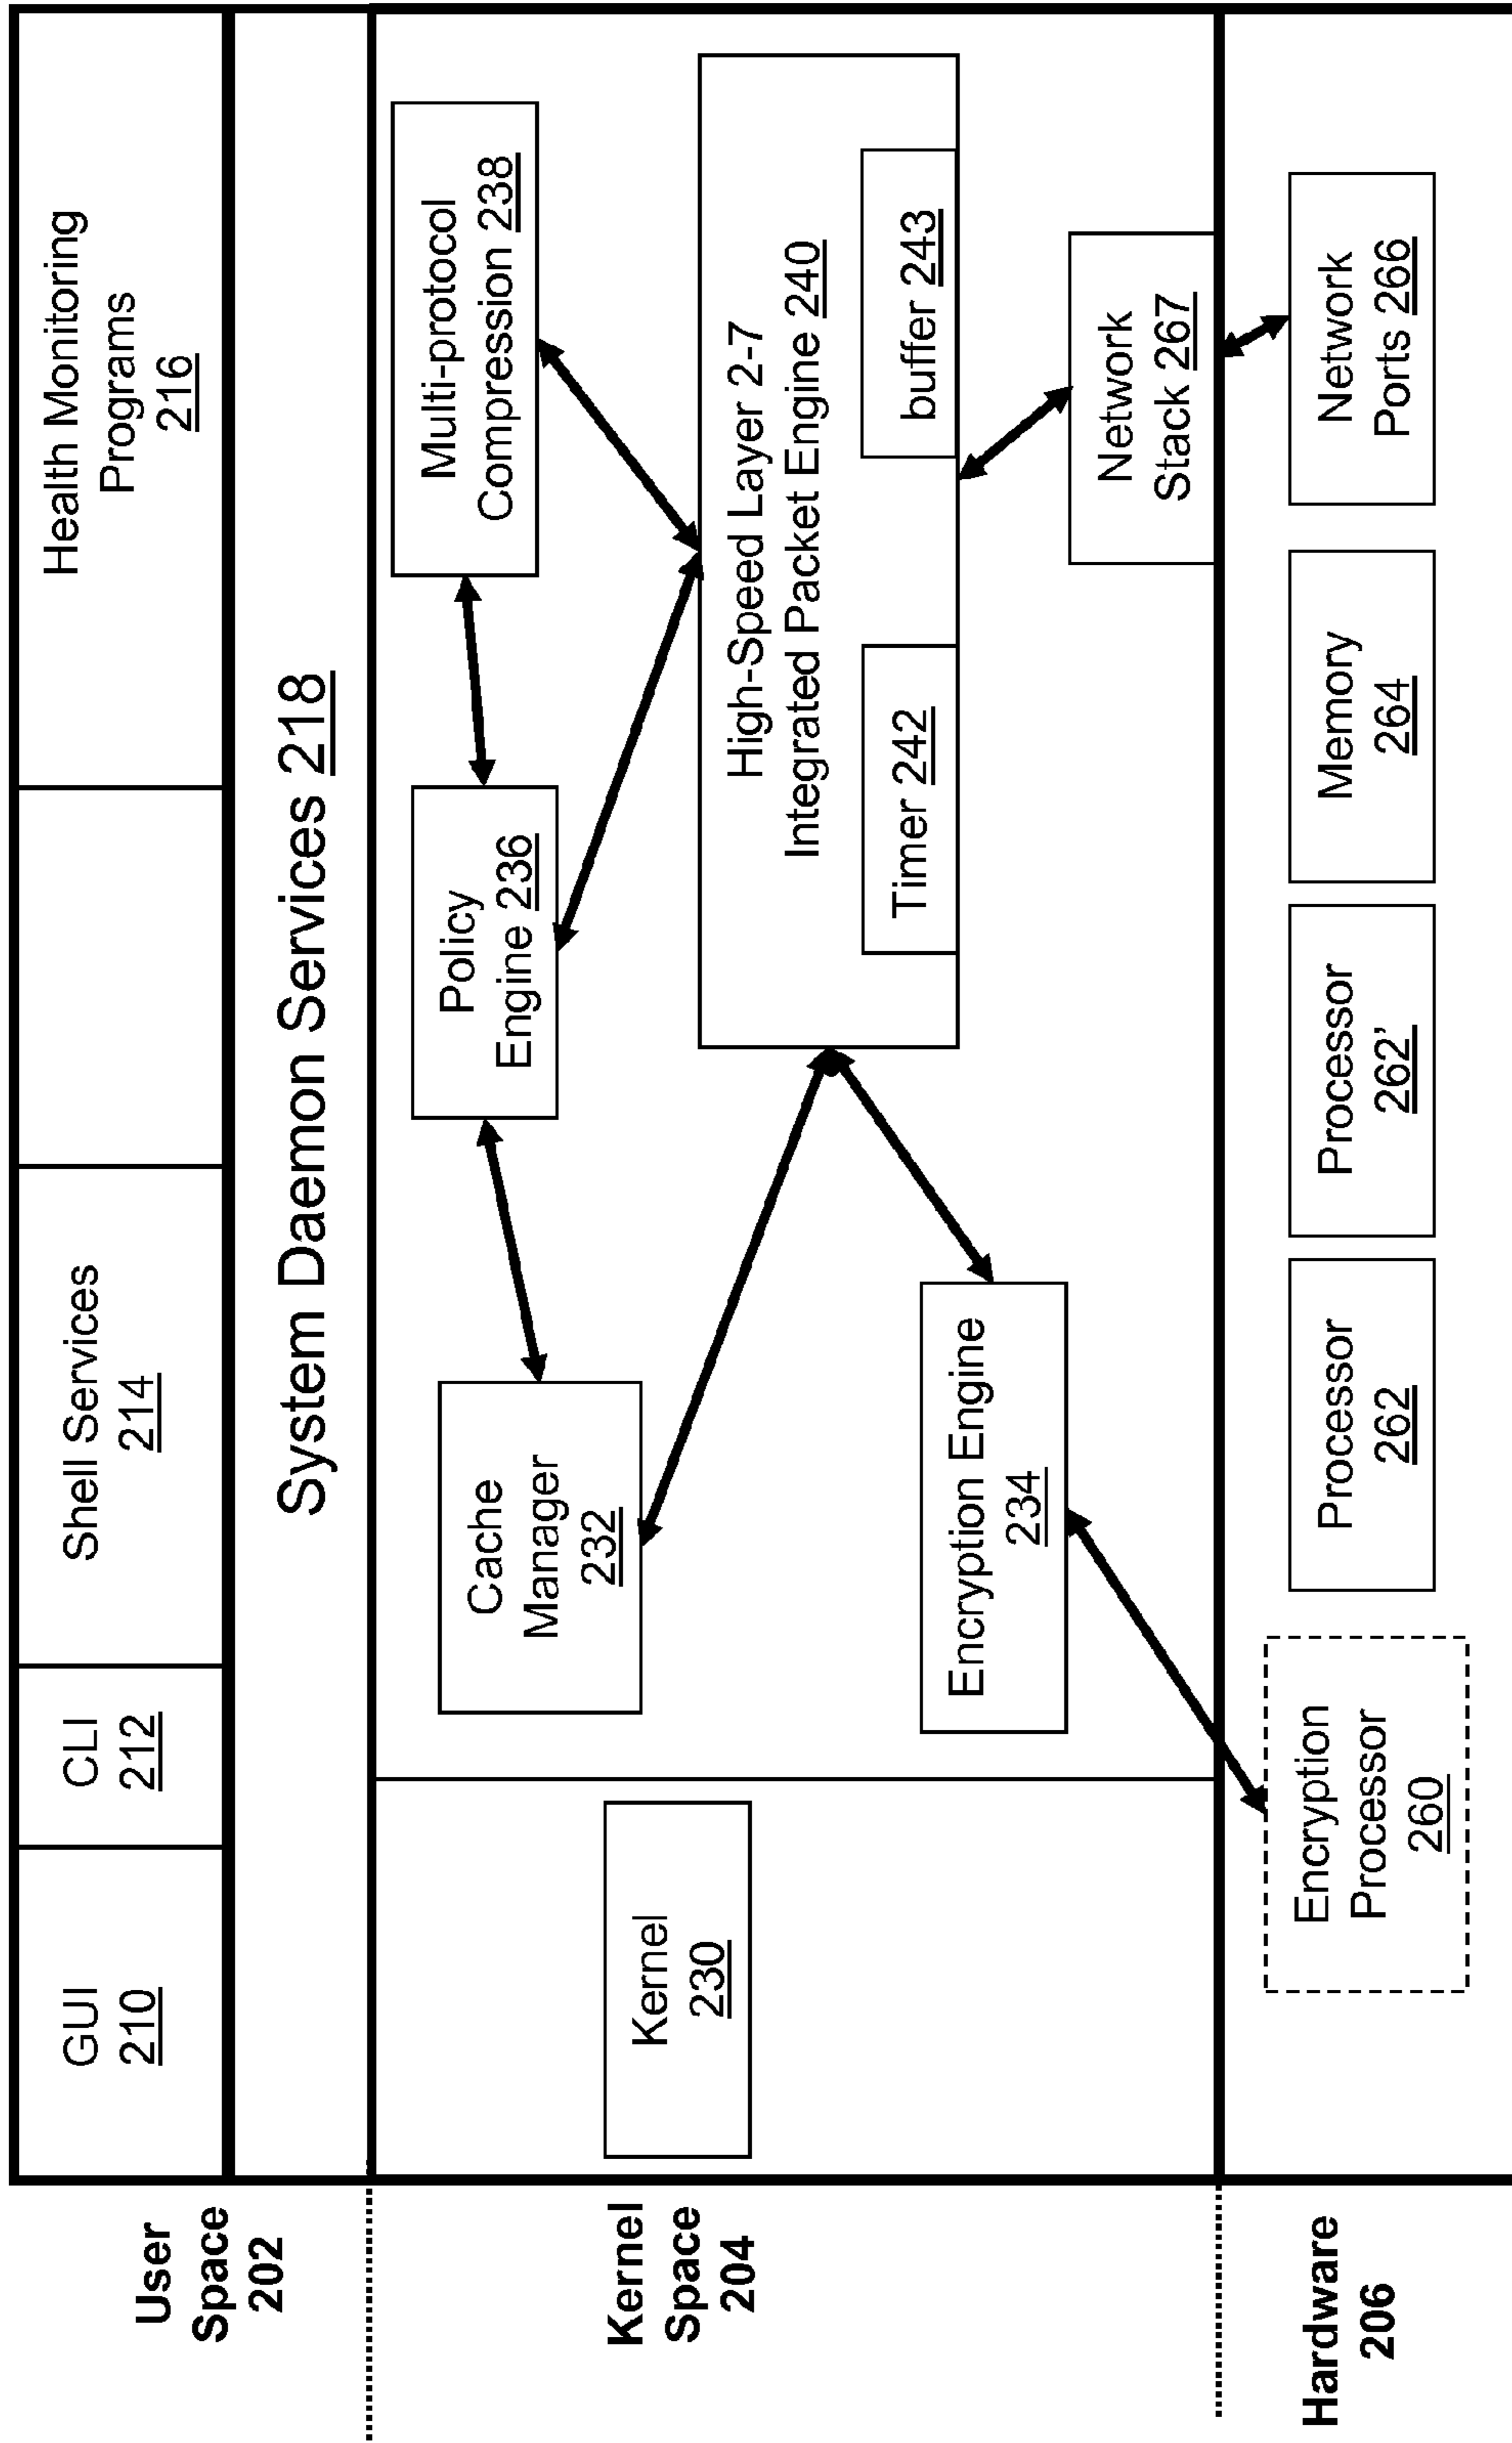 User
Space
202
GUI
210
CLI
212
Shell Services
214
Health Monitoring
Programs
216
System Daemon Services 218
Kernel
Space
204
Kernel
230
Cache
Manager
232
Policy
Engine 236
Multi-protocol
Compression 238
High-Speed Layer 2-7
Integrated Packet Engine 240
Timer 242
buffer 243
Encryption Engine
234
Network
Stack 267
Hardware
206
Encryption
Processor
260
Processor
262
Processor
262'
Memory
264
Network
Ports 266